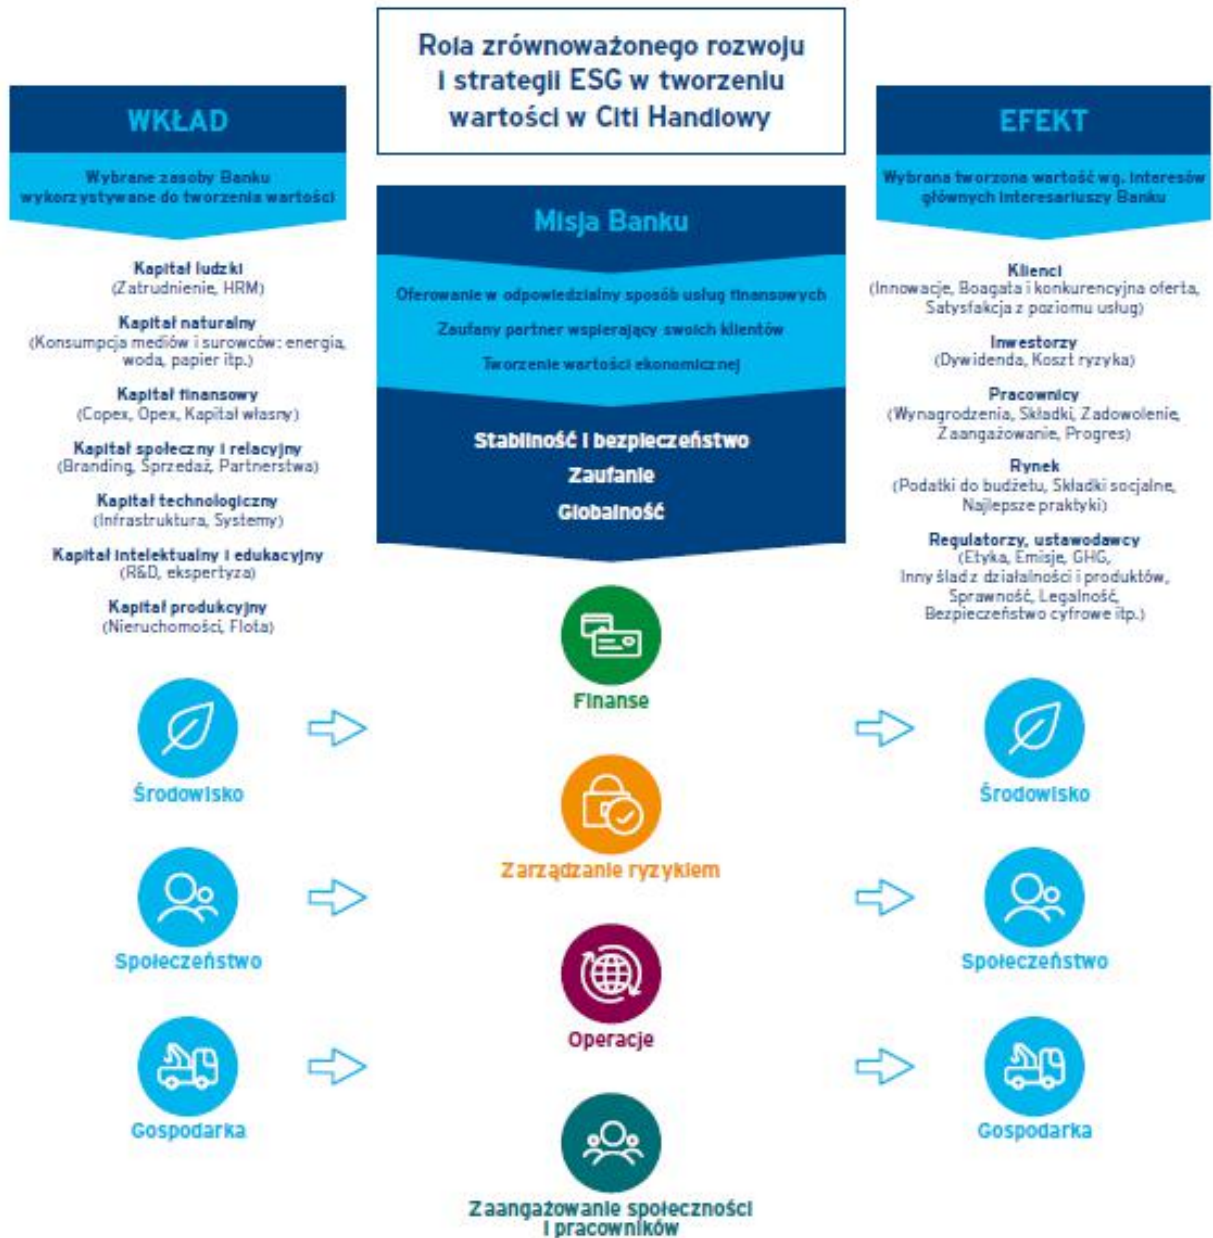 Rola zrównoważonego rozwoju
i strategii ESG w tworzeniu
wartości w Citi Handlowy
WKŁAD
Wybrane zasoby Banku
wykorzystywane do tworzenia wartości
Kapitał ludzki
(Zatrudnienie, HRM)
Kapitał naturalny
(Konsumpcja mediów i surowców: energia,
woda, papier itp.)
Kapitał finansowy
(Copex, Opex, Kapitał własny)
Kapitał społeczny i relacyjny
(Branding, Sprzedaż, Partnerstwa)
Kapitał technologiczny
(Infrastruktura, Systemy)
Kapitał intelektualny i edukacyjny
(R&D, ekspertyza)
Kapitał produkcyjny
(Nieruchomości, Flota)
Środowisko
Społeczeństwo
Gospodarka
Misja Banku
Oferowanie w odpowiedzialny sposób usług finansowych
Zaufany partner wspierający swoich klientów
Tworzenie wartości ekonomicznej
Stabilność i bezpieczeństwo
Zaufanie
Globalność
Finanse
Zarządzanie ryzykiem
Operacje
Zaangażowanie społeczności
i pracowników
EFEKT
Wybrana tworzona wartość wg. interesów
głównych interesariuszy Banku
Klienci
(Innowacje, Boagata i konkurencyjna oferta,
Satysfakcja z poziomu usług)
Inwestorzy
(Dywidenda, Koszt ryzyka)
Pracownicy
(Wynagrodzenia, Składki, Zadowolenie,
Zaangażowanie, Progres)
Rynek
(Podatki do budżetu, Składki socjalne,
Najlepsze praktyki)
Regulatorzy, ustawodawcy
(Etyka, Emisje, GHG,
Inny ślad z działalności i produktów,
Sprawność, Legalność,
Bezpieczeństwo cyfrowe itp.)
Środowisko
Społeczeństwo
Gospodarka